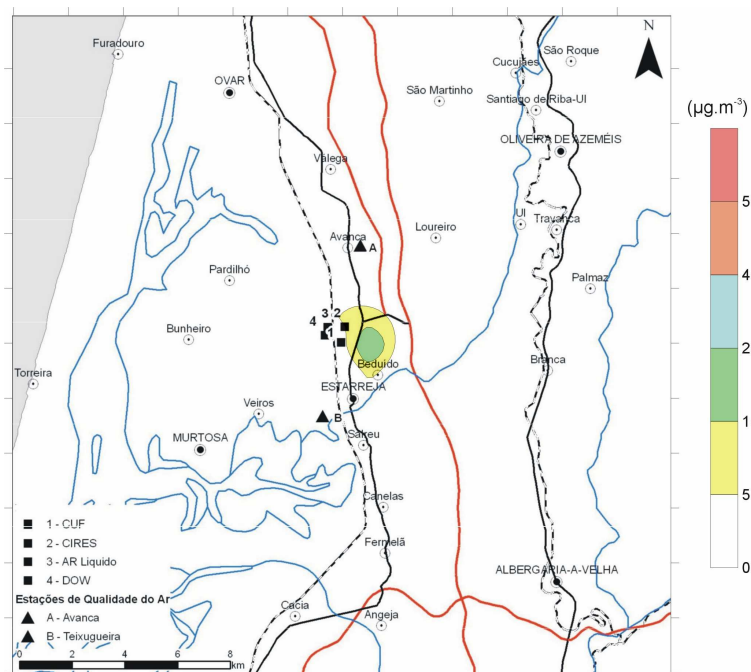 N
Furadouro
São Roque
Cucujães
OVAR
São Martinho
Santiago de Riba-Ul
OLIVEIRA DE AZEMÉIS
Válega
Ul
Travanca
Loureiro
Avança
A
Pardilhó
Palmaz
3 2
4
1
Bunheiro
Branca
Beduido
Torreira
ESTARREJA
Veiros
B
MURTOSA
Salreu
Canelas
Fermelã
ALBERGARIA-A-VELHA
Cacia
Angeja
1 - CUF
2 - CIRES
3 - AR Liquido
4 - DOW
Estações de Qualidade do Ar
A - Avanca
B - Teixugueira
0 2 4 6 8 km
(µg.m-3)
5
4
2
1
5
0